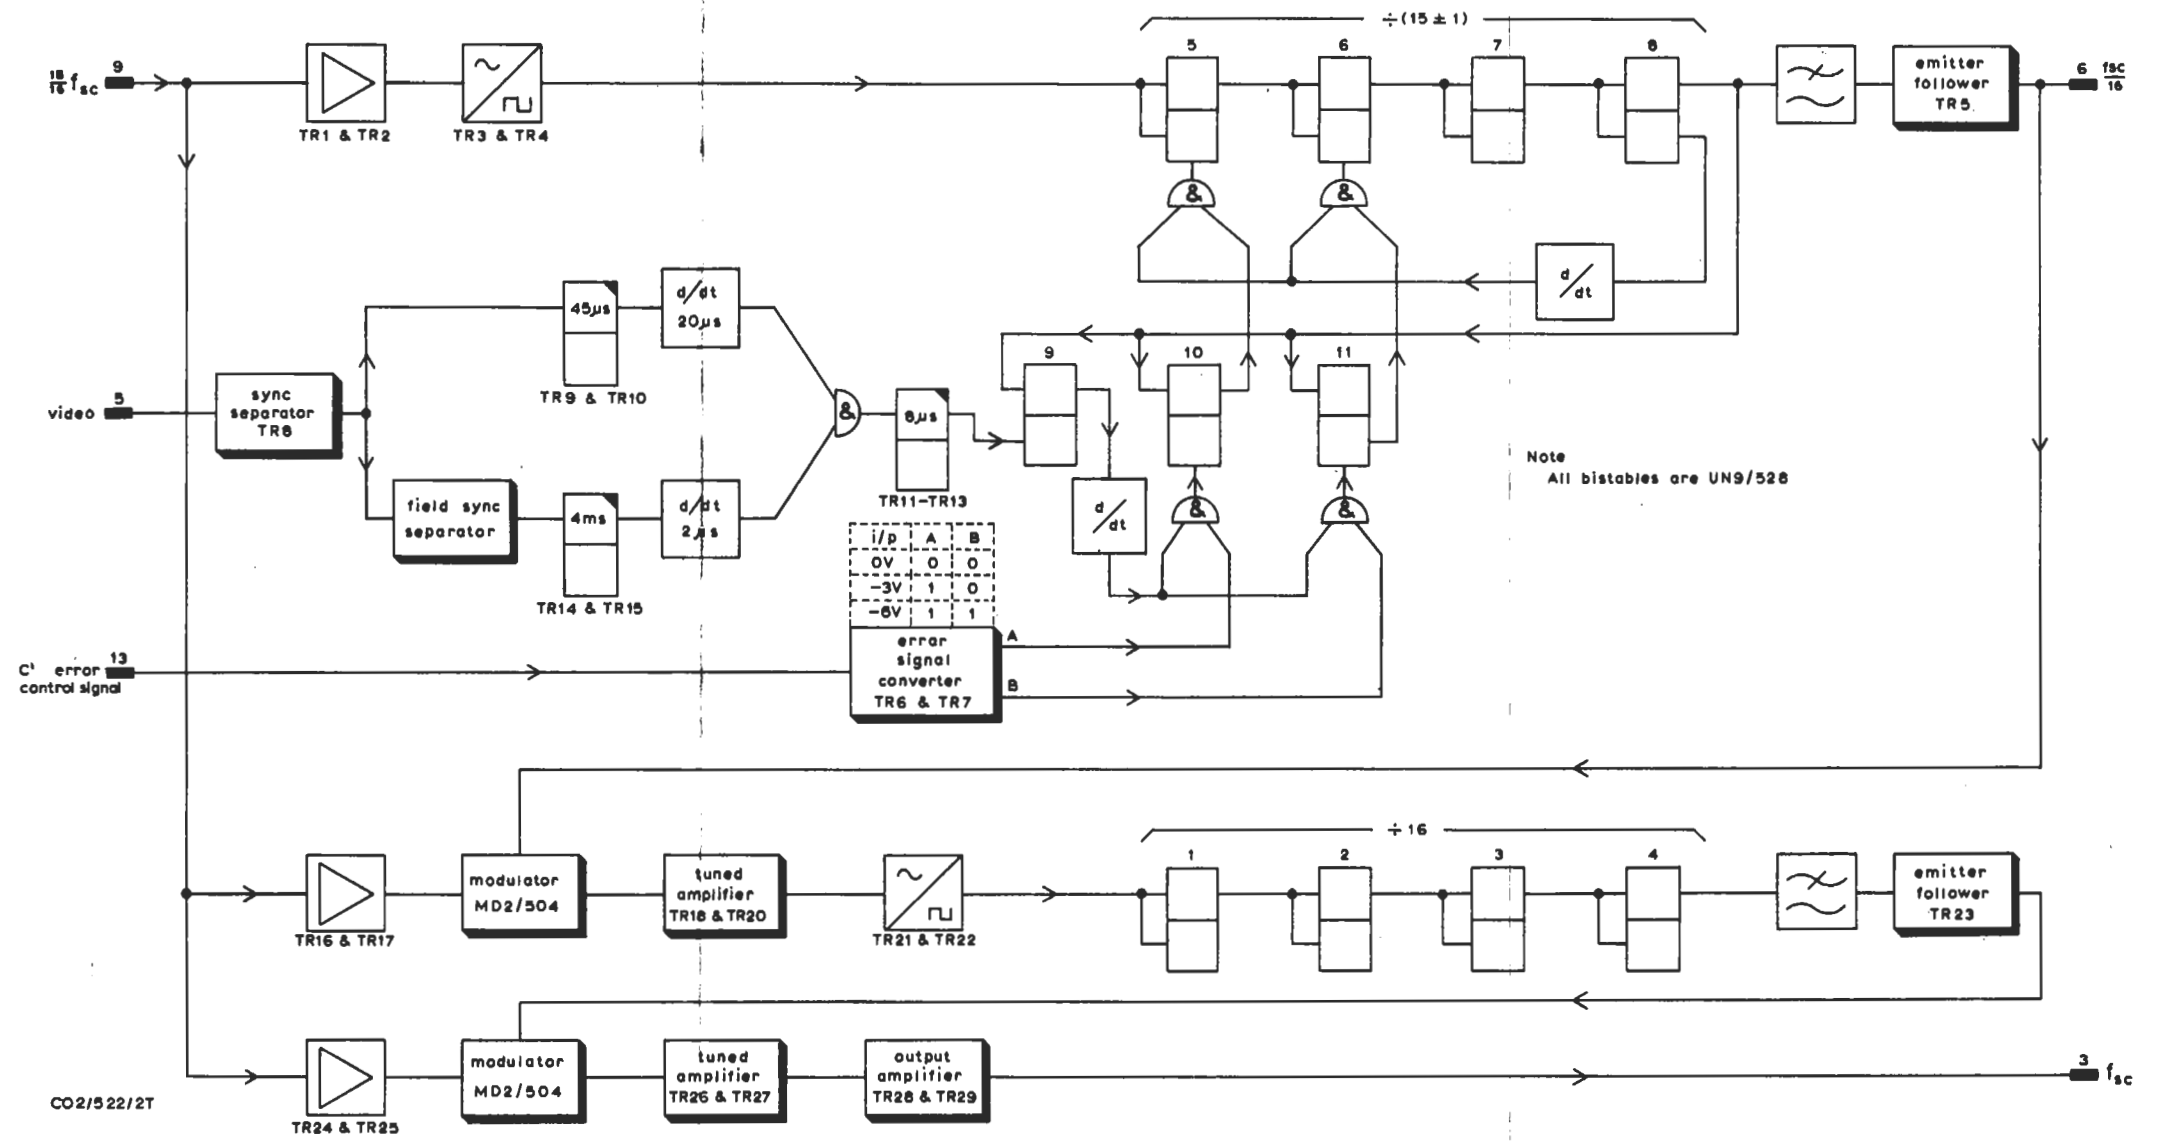 ÷(15 ± 1)
5
6
7
8
15/16 fsc
9
TR1 & TR2
TR3 & TR4
emitter
follower
TR5
6
fsc/16
&
&
d/dt
45µs
d/dt
20µs
TR9 & TR10
9
10
11
video
5
sync
separator
TR8
&
8µs
TR11-TR13
Note
All bistables are UN9/528
field sync
separator
4ms
d/dt
2µs
TR14 & TR15
d/dt
&
&
i/p A B
0V 0 0
-3V 1 0
-6V 1 1
C' error
control signal
13
error
signal
converter
TR6 & TR7
A
B
÷16
1
2
3
4
TR16 & TR17
modulator
MD2/504
tuned
amplifier
TR18 & TR20
TR21 & TR22
emitter
follower
TR23
TR24 & TR25
modulator
MD2/504
tuned
amplifier
TR26 & TR27
output
amplifier
TR28 & TR29
3
fsc
CO2/522/2T